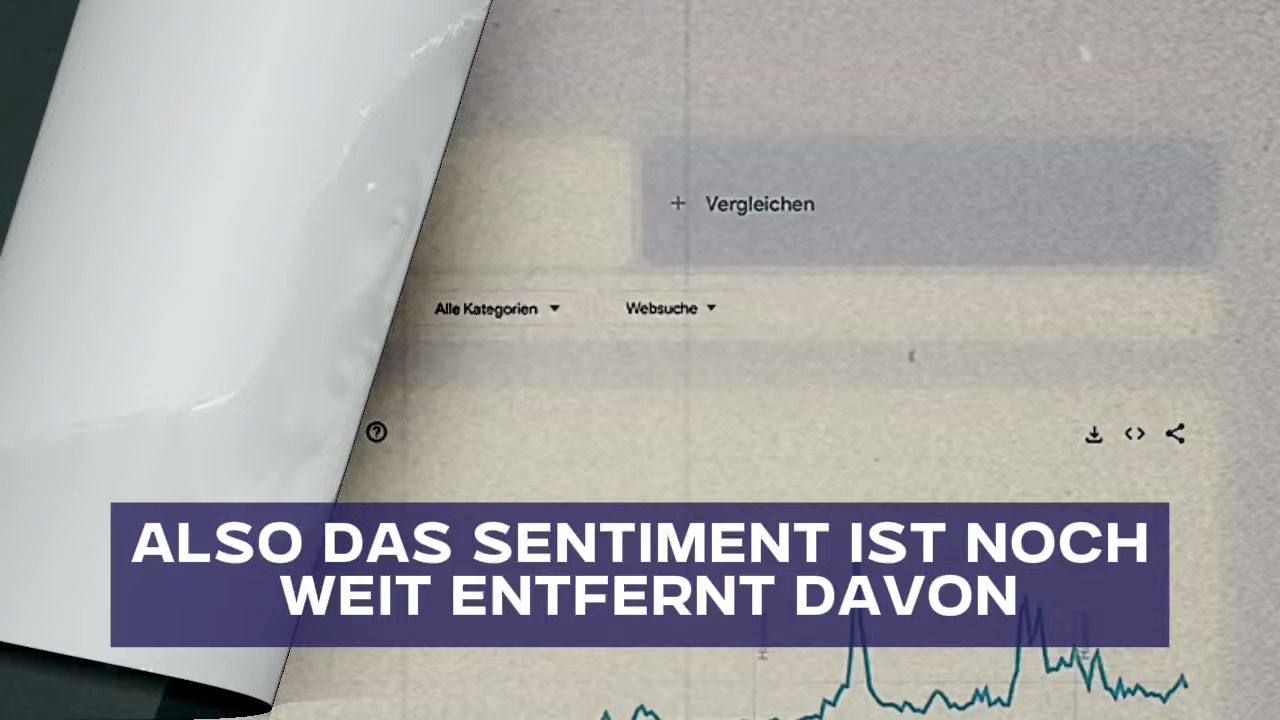 + Vergleichen
Alle Kategorien
Websuche
ALSO DAS SENTIMENT IST NOCH
WEIT ENTFERNT DAVON